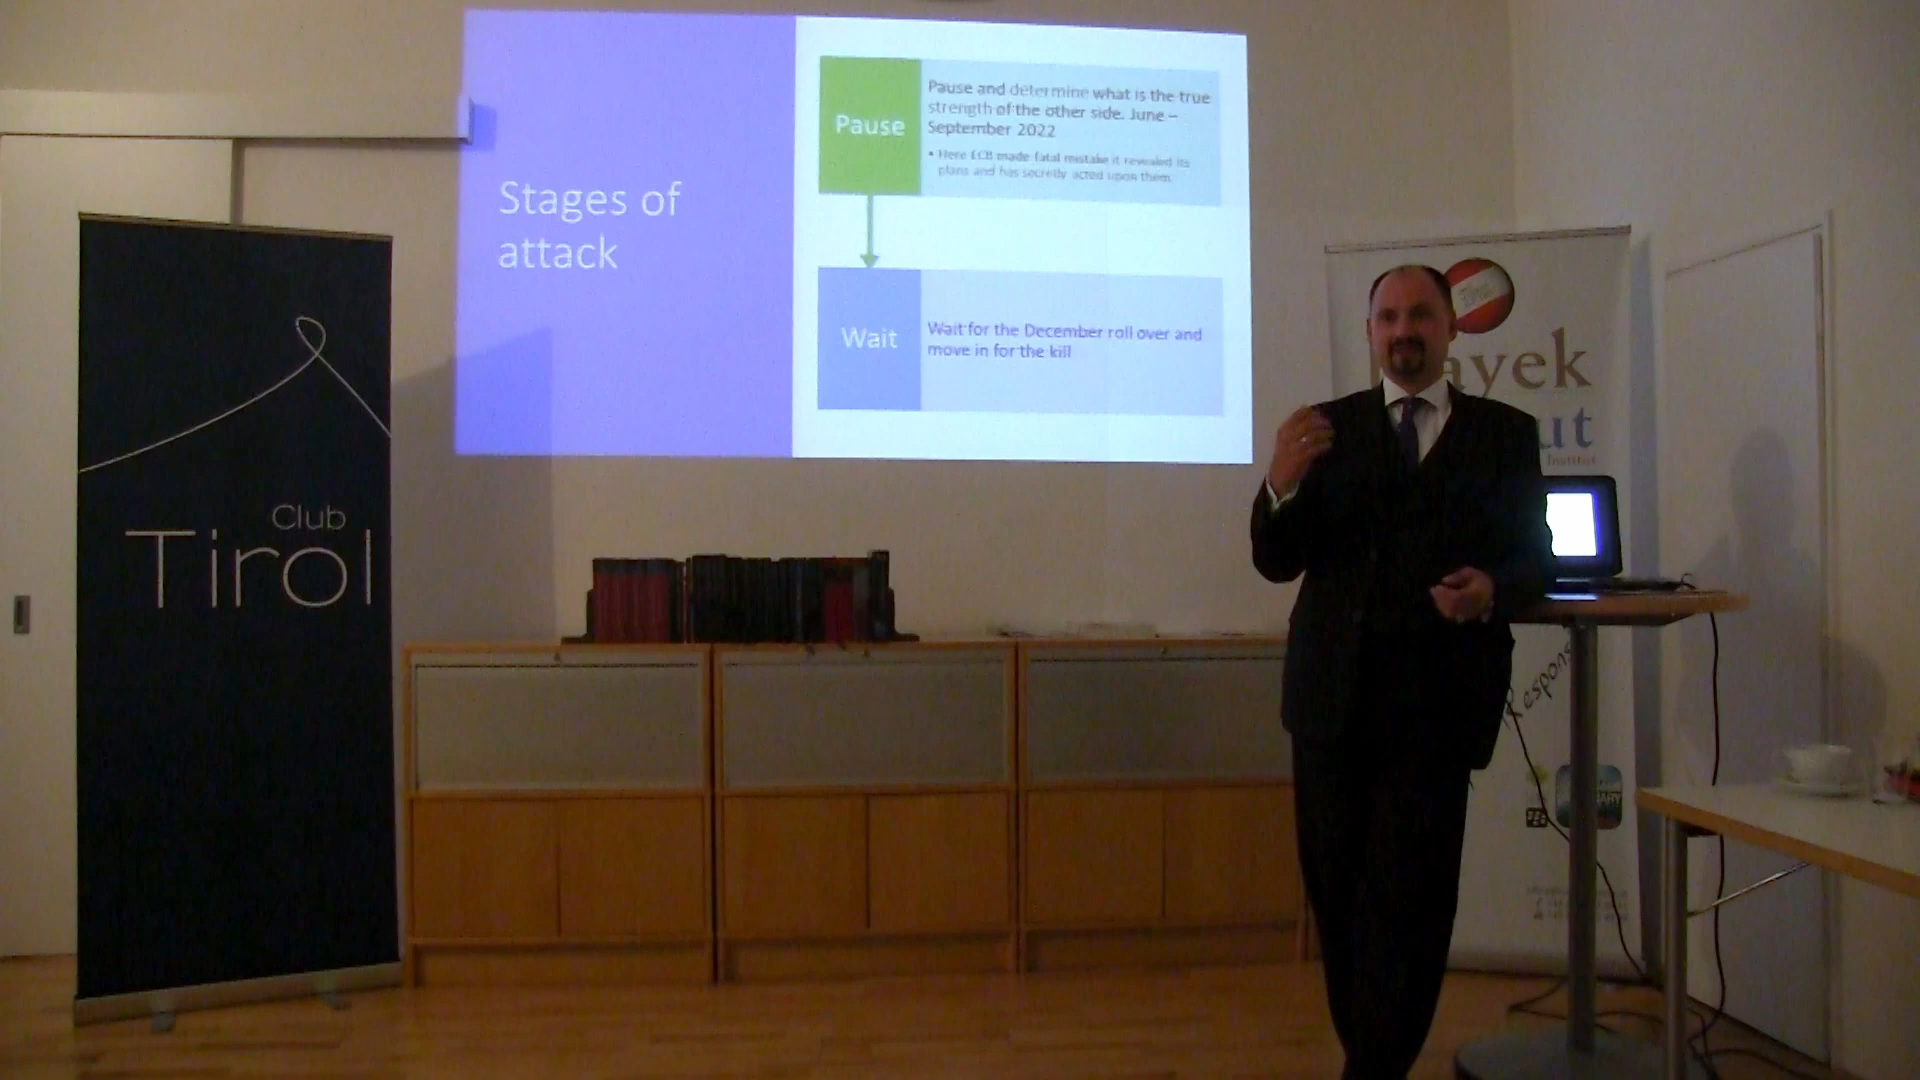 Stages of
attack
Pause
Pause and determine what is the true
strength of the other side. June –
September 2022
• Here ECB made fatal mistake it revealed its
plans and has secretly acted upon them.
Wait
Wait for the December roll over and
move in for the kill
Club
Tirol
ayek
ut
Institut
Respons